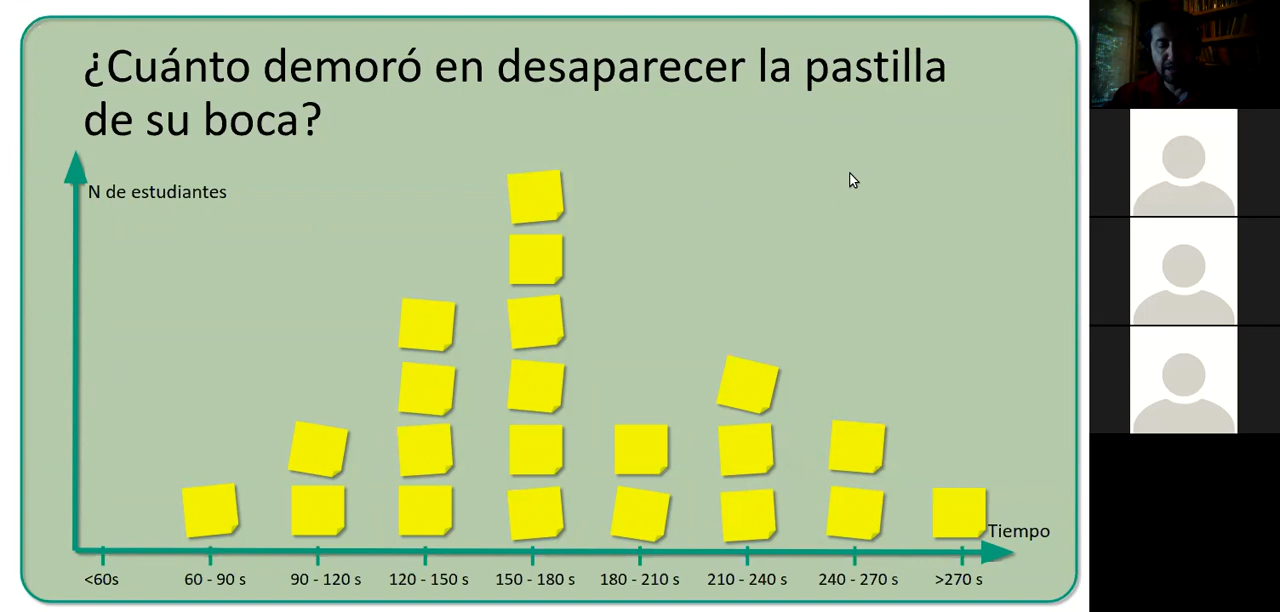 ¿Cuánto demoró en desaparecer la pastilla
de su boca?
N de estudiantes
Tiempo
<60s
60 - 90 s
90 - 120 s
120 - 150 s
150 - 180 s
180 - 210 s
210 - 240 s
240 - 270 s
>270 s